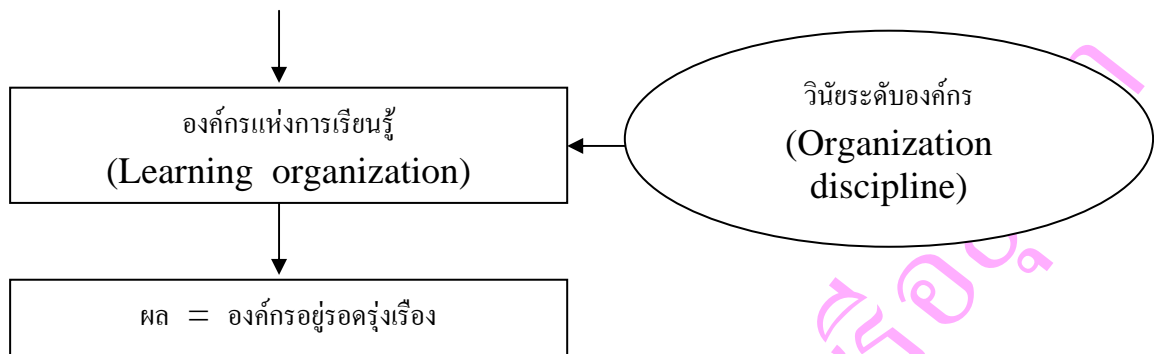 องค์กรแห่งการเรียนรู้
(Learning organization)
วินัยระดับองค์กร
(Organization
discipline)
ผล = องค์กรอยู่รอดรุ่งเรือง